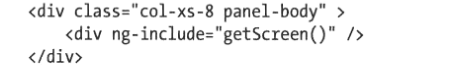 <div class="col-xs-8 panel-body" >
<div ng-include="getScreen()" />
</div>